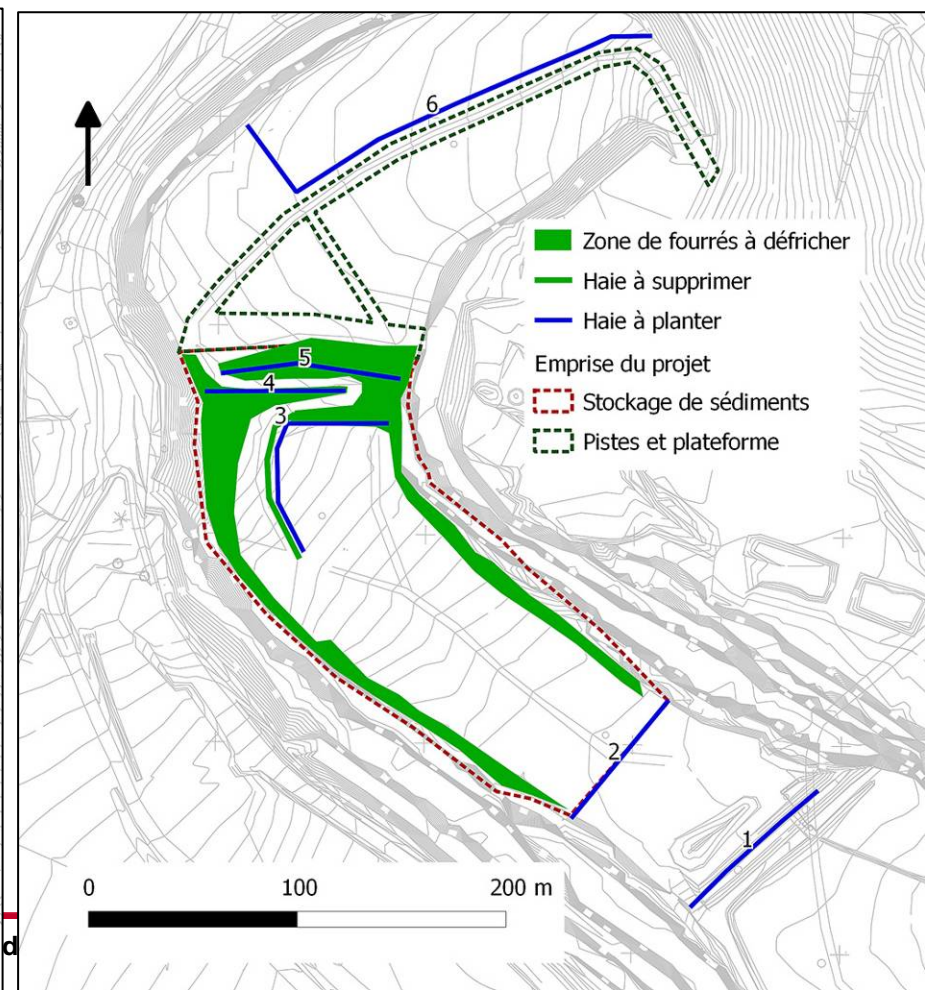 6
Zone de fourrés à défricher
Haie à supprimer
Haie à planter
Emprise du projet
Stockage de sédiments
Pistes et plateforme
5
4
3
2
1
0 100 200 m
d